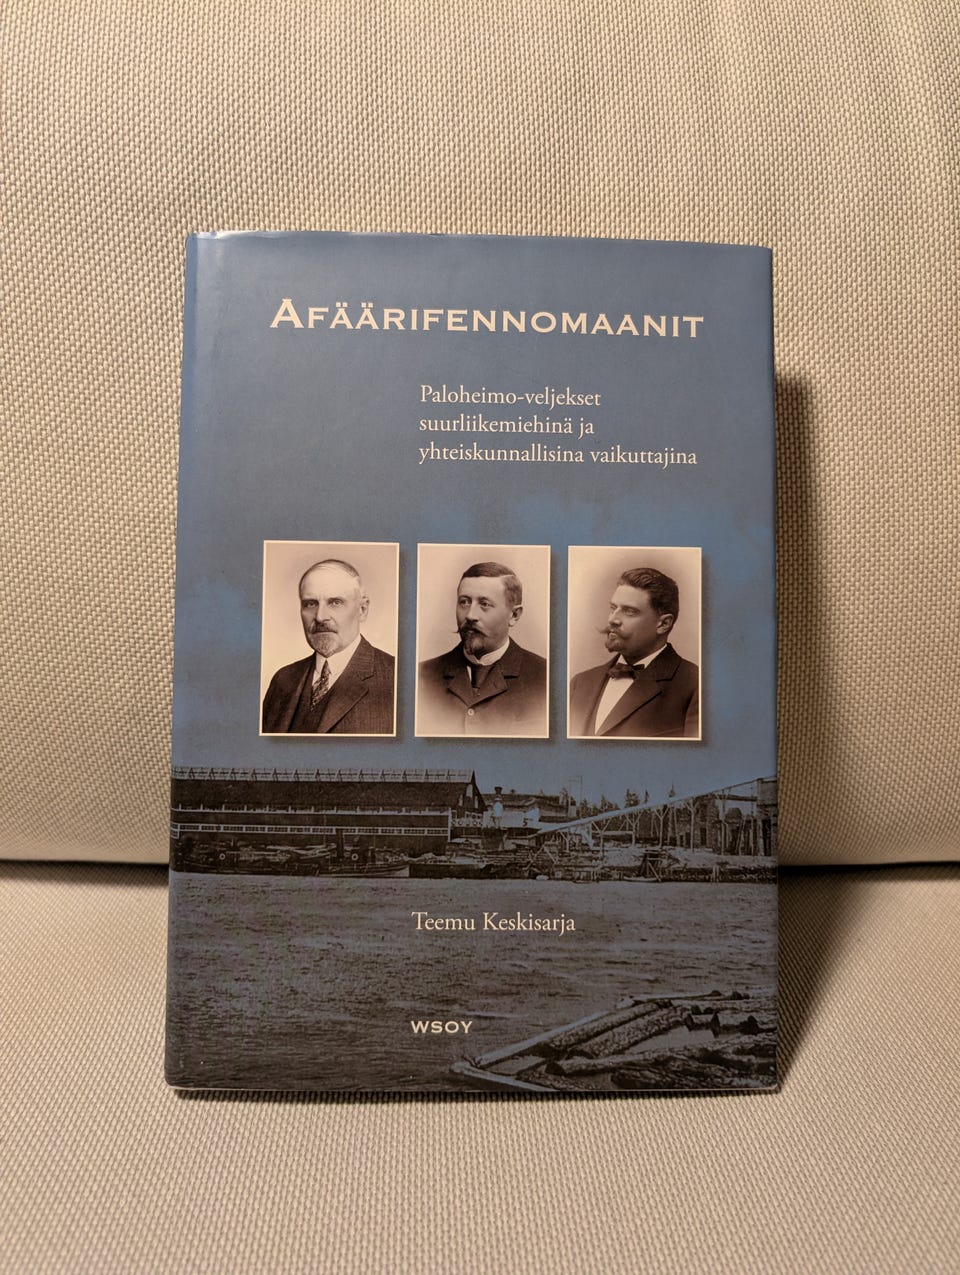 AFÄÄRIFENNOMAANIT
Paloheimo-veljekset
suurliikemiehinä ja
yhteiskunnallisina vaikuttajina
Teemu Keskisarja
WSOY